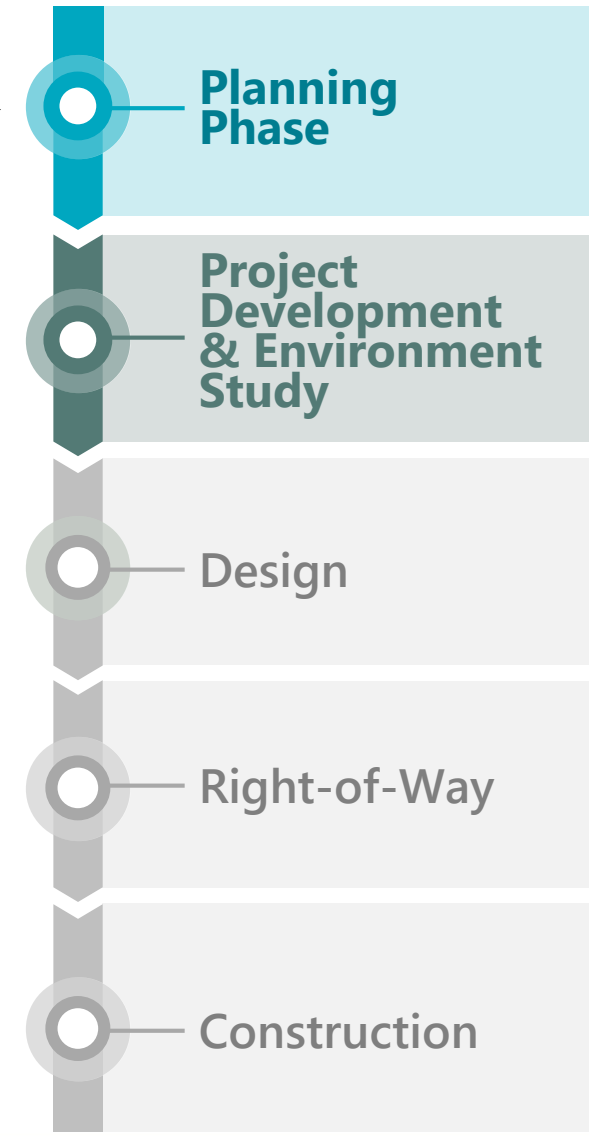 Planning
Phase
Project
Development
& Environment
Study
Design
Right-of-Way
Construction